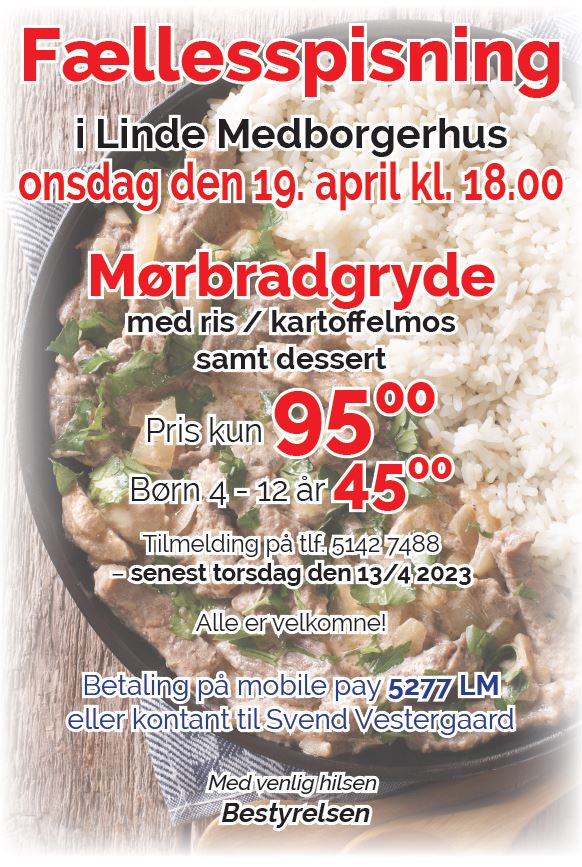 Fællesspisning
i Linde Medborgerhus
onsdag den 19. april kl. 18.00
Mørbradgryde
med ris / kartoffelmos
samt dessert
Pris kun 95⁰⁰
Børn 4 - 12 år 45⁰⁰
Tilmelding på tlf. 5142 7488
– senest torsdag den 13/4 2023
Alle er velkomne!
Betaling på mobile pay 5277 LM
eller kontant til Svend Vestergaard
Med venlig hilsen
Bestyrelsen